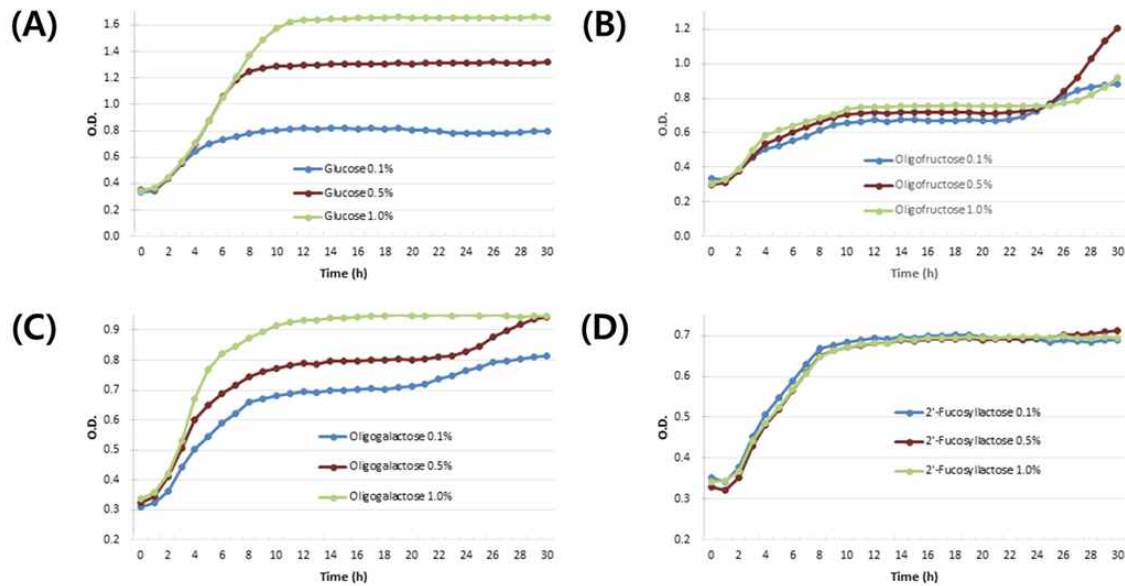 (A)
1.6
1.4
1.2
1.0
0.8
0.6
0.4
0.2
0.0
O.D.
Glucose 0.1%
Glucose 0.5%
Glucose 1.0%
0 2 4 6 8 10 12 14 16 18 20 22 24 26 28 30
Time (h)
(B)
1.2
1.0
0.8
0.6
0.4
0.2
0.0
O.D.
Oligofructose 0.1%
Oligofructose 0.5%
Oligofructose 1.0%
0 2 4 6 8 10 12 14 16 18 20 22 24 26 28 30
Time (h)
(C)
0.9
0.8
0.7
0.6
0.5
0.4
0.3
0.2
O.D.
Oligogalactose 0.1%
Oligogalactose 0.5%
Oligogalactose 1.0%
0 2 4 6 8 10 12 14 16 18 20 22 24 26 28 30
Time (h)
(D)
0.7
0.6
0.5
0.4
0.3
0.2
O.D.
2'-Fucosyllactose 0.1%
2'-Fucosyllactose 0.5%
2'-Fucosyllactose 1.0%
0 2 4 6 8 10 12 14 16 18 20 22 24 26 28 30
Time (h)